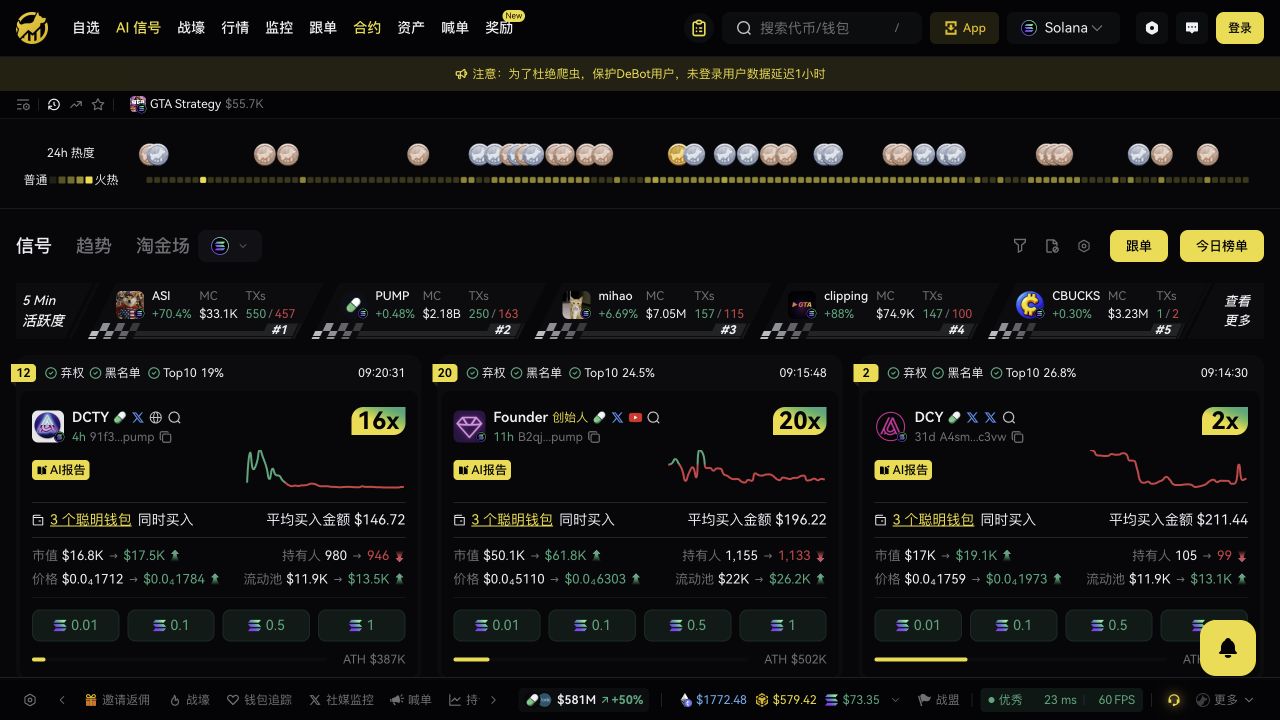 自选 AI 信号 战壕 行情 监控 跟单 合约 资产 喊单 奖励 New 搜索代币/钱包 / App Solana 登录
注意：为了杜绝爬虫，保护DeBot用户，未登录用户数据延迟1小时
GTA Strategy $55.7K
24h 热度
普通 火热
信号 趋势 淘金场 跟单 今日榜单
5 Min 活跃度
ASI MC TXs
+70.4% $33.1K 550 / 457
#1
PUMP MC TXs
+0.48% $2.18B 250 / 163
#2
mihao MC TXs
+6.69% $7.05M 157 / 115
#3
clipping MC TXs
+88% $74.9K 147 / 100
#4
CBUCKS MC TXs
+0.30% $3.23M 1 / 2
#5
查看更多
12 弃权 黑名单 Top10 19% 09:20:31
DCTY 16x
4h 91f3...pump
AI报告
3 个聪明钱包 同时买入 平均买入金额 $146.72
市值 $16.8K → $17.5K 持有人 980 → 946
价格 $0.0₄1712 → $0.0₄1784 流动池 $11.9K → $13.5K
0.01 0.1 0.5 1
ATH $387K
20 弃权 黑名单 Top10 24.5% 09:15:48
Founder 创始人 20x
11h B2qj...pump
AI报告
3 个聪明钱包 同时买入 平均买入金额 $196.22
市值 $50.1K → $61.8K 持有人 1,155 → 1,133
价格 $0.0₄5110 → $0.0₄6303 流动池 $22K → $26.2K
0.01 0.1 0.5 1
ATH $502K
2 弃权 黑名单 Top10 26.8% 09:14:30
DCY 2x
31d A4sm...c3vw
AI报告
3 个聪明钱包 同时买入 平均买入金额 $211.44
市值 $17K → $19.1K 持有人 105 → 99
价格 $0.0₄1759 → $0.0₄1973 流动池 $11.9K → $13.1K
0.01 0.1 0.5
邀请返佣 战壕 钱包追踪 社媒监控 喊单 持 $581M +50% $1772.48 $579.42 $73.35 战盟 优秀 23 ms 60 FPS 更多